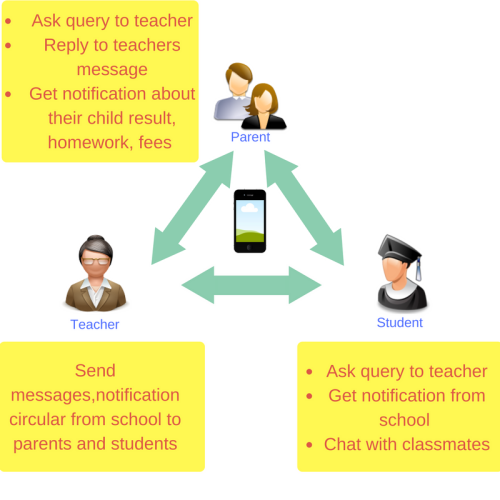 Ask query to teacher
Reply to teachers
message
Get notification about
their child result,
homework, fees
Parent
Teacher
Student
Send
messages,notification
circular from school to
parents and students
Ask query to teacher
Get notification from
school
Chat with classmates